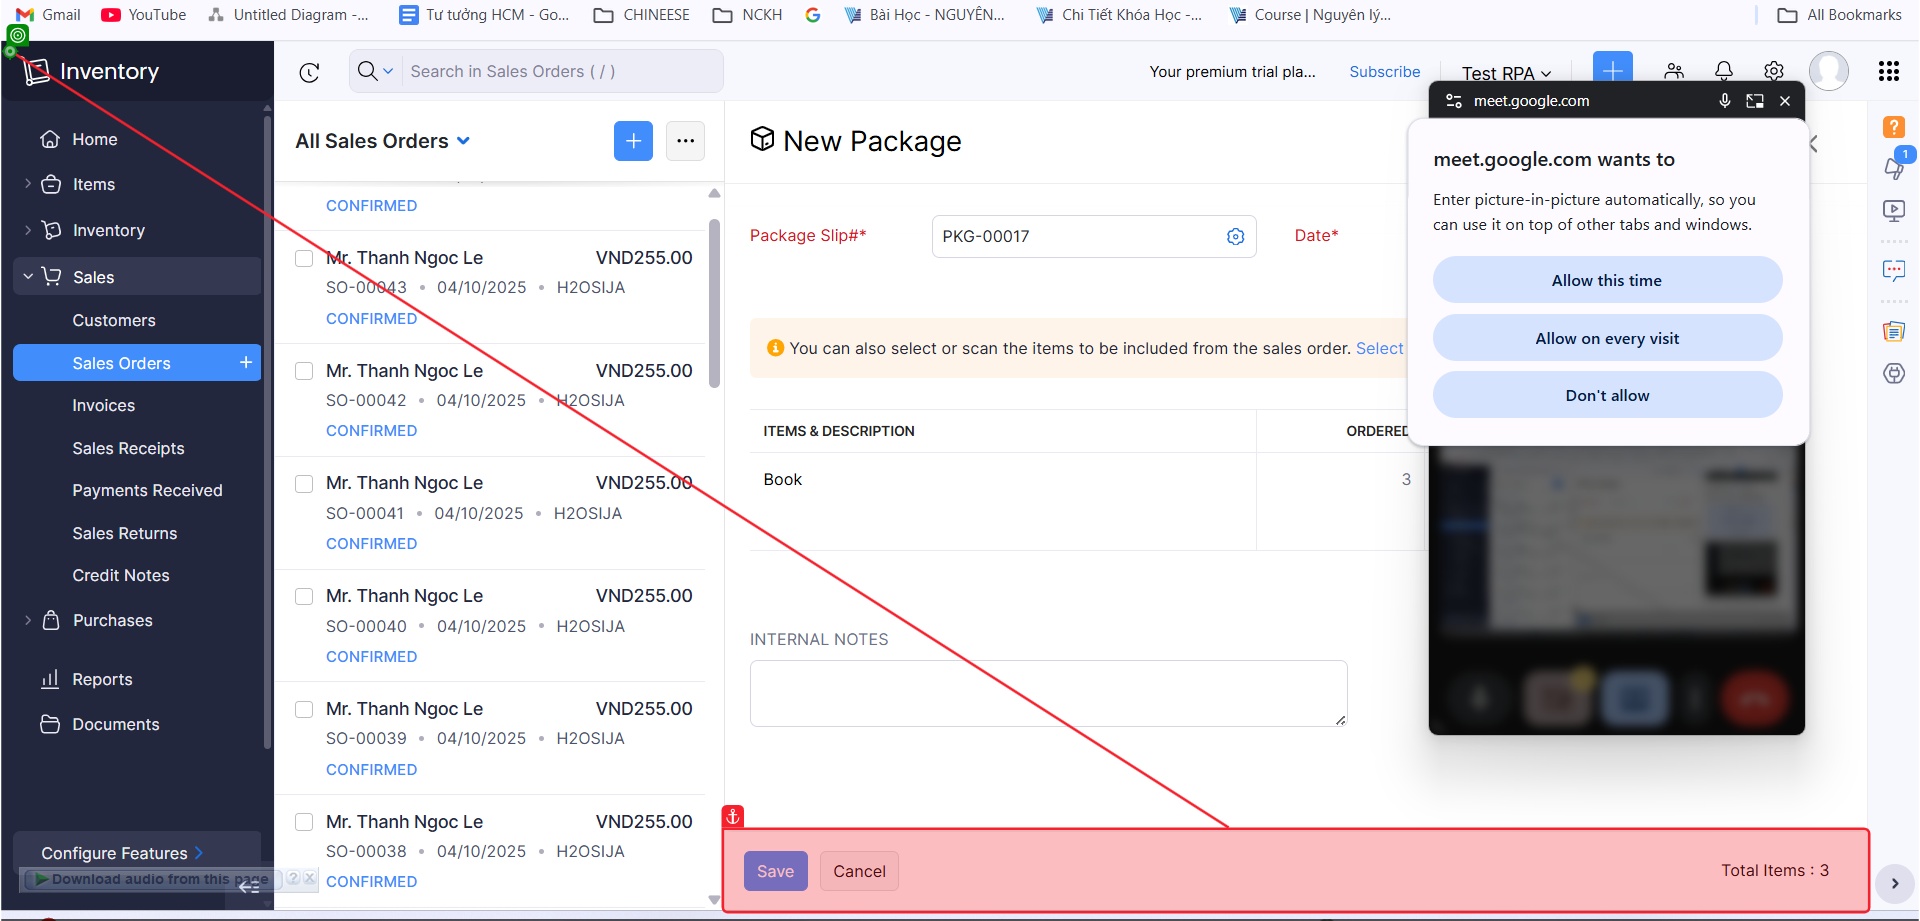 Gmail
YouTube
Untitled Diagram -...
Tư tưởng HCM - Go...
CHINEESE
NCKH
Bài Học - NGUYÊN...
Chi Tiết Khóa Học -...
Course | Nguyên lý...
All Bookmarks
Inventory
Search in Sales Orders ( / )
Your premium trial pla...
Subscribe
Test RPA
Home
Items
Inventory
Sales
Customers
Sales Orders
Invoices
Sales Receipts
Payments Received
Sales Returns
Credit Notes
Purchases
Reports
Documents
Configure Features
Download audio from this page
?
All Sales Orders
CONFIRMED
Mr. Thanh Ngoc Le VND255.00
SO-00043 • 04/10/2025 • H2OSIJA
CONFIRMED
Mr. Thanh Ngoc Le VND255.00
SO-00042 • 04/10/2025 • H2OSIJA
CONFIRMED
Mr. Thanh Ngoc Le VND255.00
SO-00041 • 04/10/2025 • H2OSIJA
CONFIRMED
Mr. Thanh Ngoc Le VND255.00
SO-00040 • 04/10/2025 • H2OSIJA
CONFIRMED
Mr. Thanh Ngoc Le VND255.00
SO-00039 • 04/10/2025 • H2OSIJA
CONFIRMED
Mr. Thanh Ngoc Le VND255.00
SO-00038 • 04/10/2025 • H2OSIJA
CONFIRMED
New Package
Package Slip#* PKG-00017 Date*
You can also select or scan the items to be included from the sales order. Select
ITEMS & DESCRIPTION ORDERED
Book 3
INTERNAL NOTES
Save Cancel Total Items : 3
meet.google.com
meet.google.com wants to
Enter picture-in-picture automatically, so you
can use it on top of other tabs and windows.
Allow this time
Allow on every visit
Don't allow
?
1